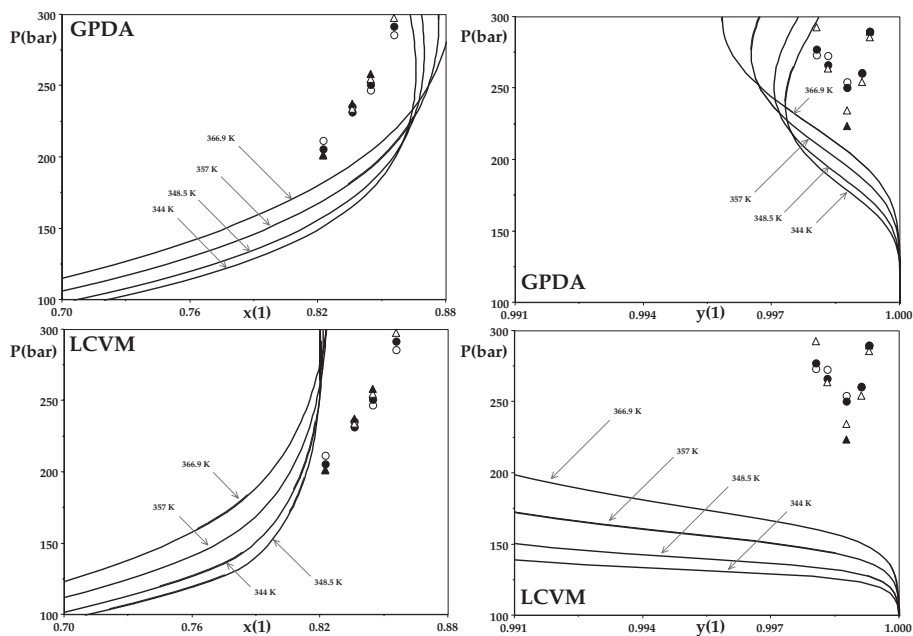 300
P(bar)
GPDA
250
200
150
100
366.9 K
357 K
348.5 K
344 K
0.70
0.76
x(1)
0.82
0.88
300
P(bar)
250
200
150
100
366.9 K
357 K
348.5 K
344 K
GPDA
0.991
0.994
y(1)
0.997
1.000
300
P(bar)
LCVM
250
200
150
100
366.9 K
357 K
344 K
348.5 K
0.70
0.76
x(1)
0.82
0.88
300
P(bar)
250
200
150
100
366.9 K
357 K
348.5 K
344 K
LCVM
0.991
0.994
y(1)
0.997
1.000